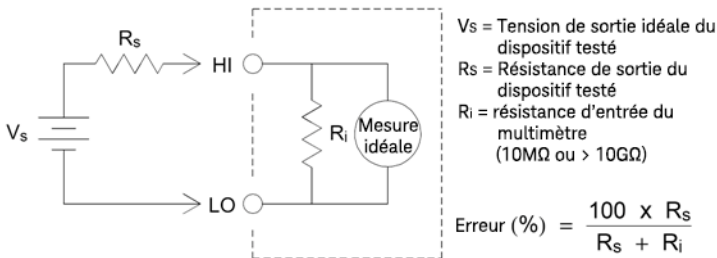 Rs
HI
Vs
Ri
Mesure
idéale
LO
Vs = Tension de sortie idéale du
dispositif testé
Rs = Résistance de sortie du
dispositif testé
Ri = résistance d'entrée du
multimètre
(10MΩ ou > 10GΩ)
Erreur (%) = 100 x Rs
Rs + Ri